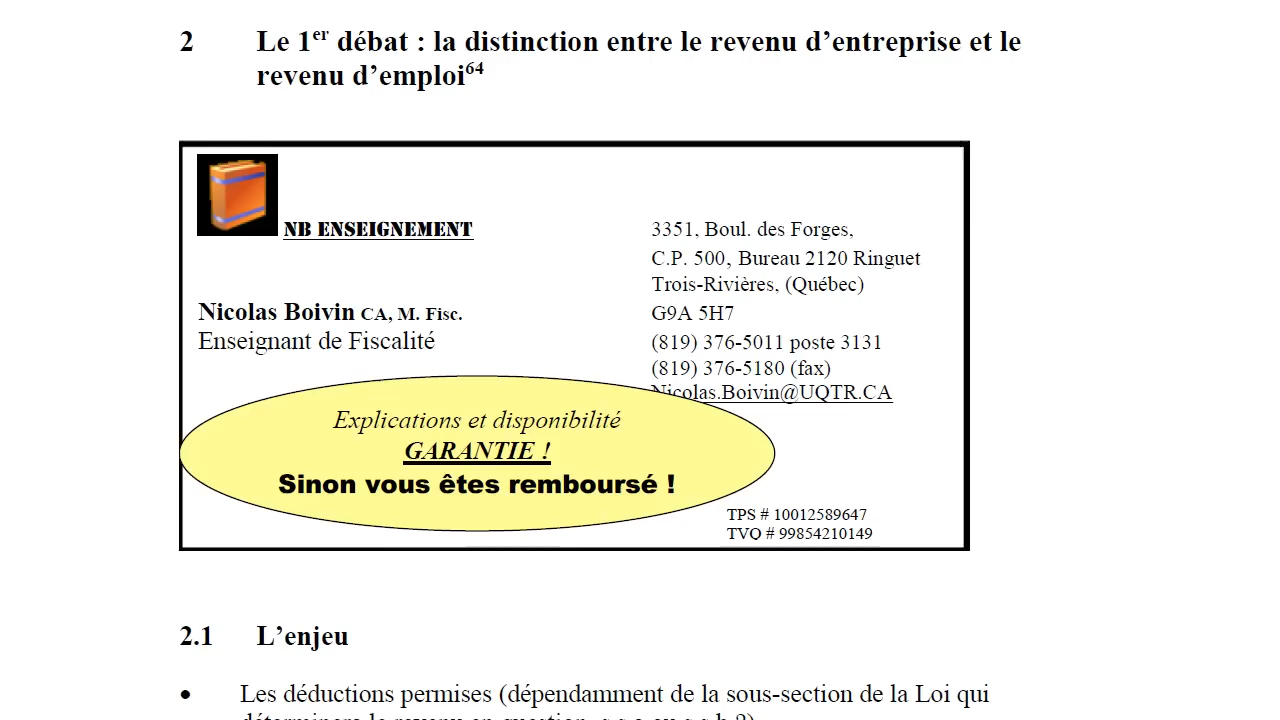 2 Le 1er débat : la distinction entre le revenu d’entreprise et le
revenu d’emploi64
NB ENSEIGNEMENT
Nicolas Boivin CA, M. Fisc.
Enseignant de Fiscalité
3351, Boul. des Forges,
C.P. 500, Bureau 2120 Ringuet
Trois-Rivières, (Québec)
G9A 5H7
(819) 376-5011 poste 3131
(819) 376-5180 (fax)
Nicolas.Boivin@UQTR.CA
Explications et disponibilité
GARANTIE !
Sinon vous êtes remboursé !
TPS # 10012589647
TVQ # 99854210149
2.1 L’enjeu
• Les déductions permises (dépendamment de la sous-section de la Loi qui